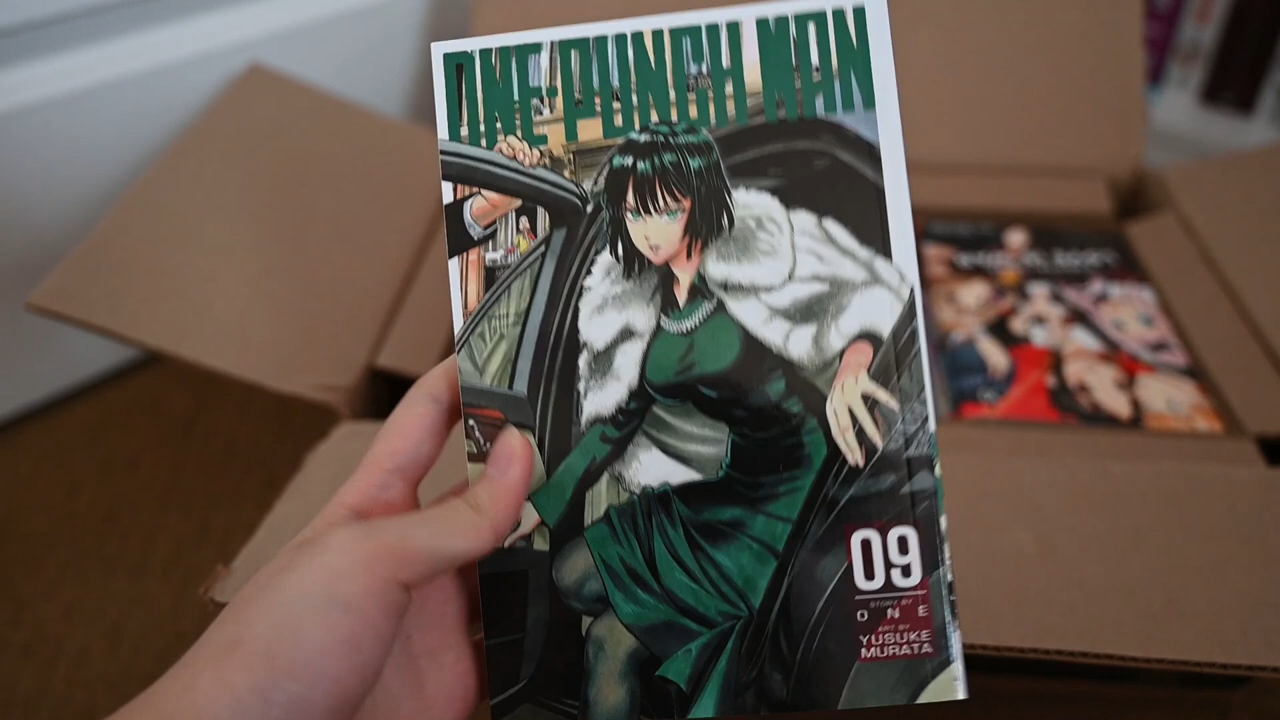 ONE-PUNCH MAN
09
STORY BY
ONE
ART BY
YUSUKE
MURATA